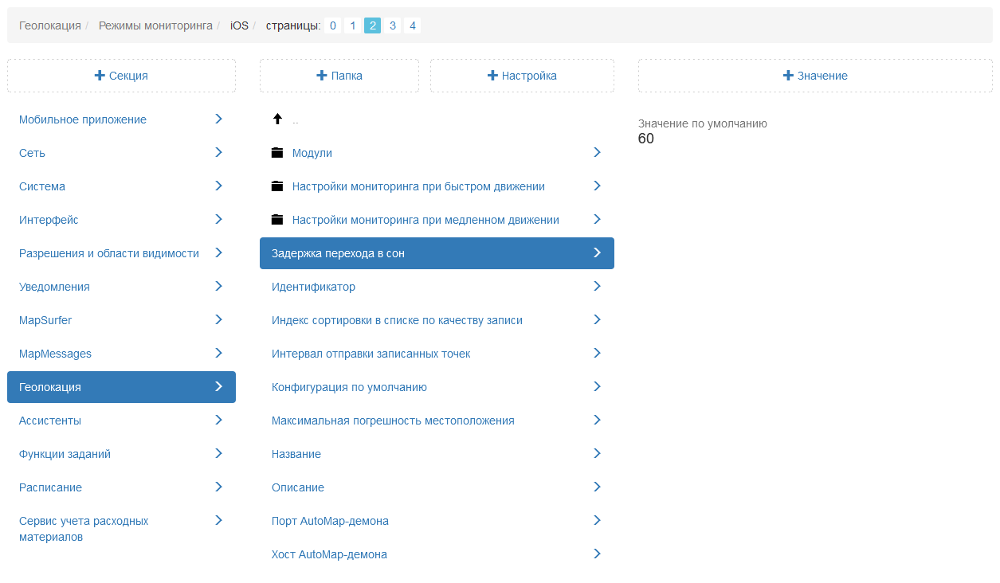 Геолокация / Режимы мониторинга / iOS / страницы: 0 1 2 3 4
Секция
Папка
Настройка
Значение
Мобильное приложение
Сеть
Система
Интерфейс
Разрешения и области видимости
Уведомления
MapSurfer
MapMessages
Геолокация
Ассистенты
Функции заданий
Расписание
Сервис учета расходных
материалов
..
Модули
Настройки мониторинга при быстром движении
Настройки мониторинга при медленном движении
Задержка перехода в сон
Идентификатор
Индекс сортировки в списке по качеству записи
Интервал отправки записанных точек
Конфигурация по умолчанию
Максимальная погрешность местоположения
Название
Описание
Порт AutoMap-демона
Хост AutoMap-демона
Значение по умолчанию
60